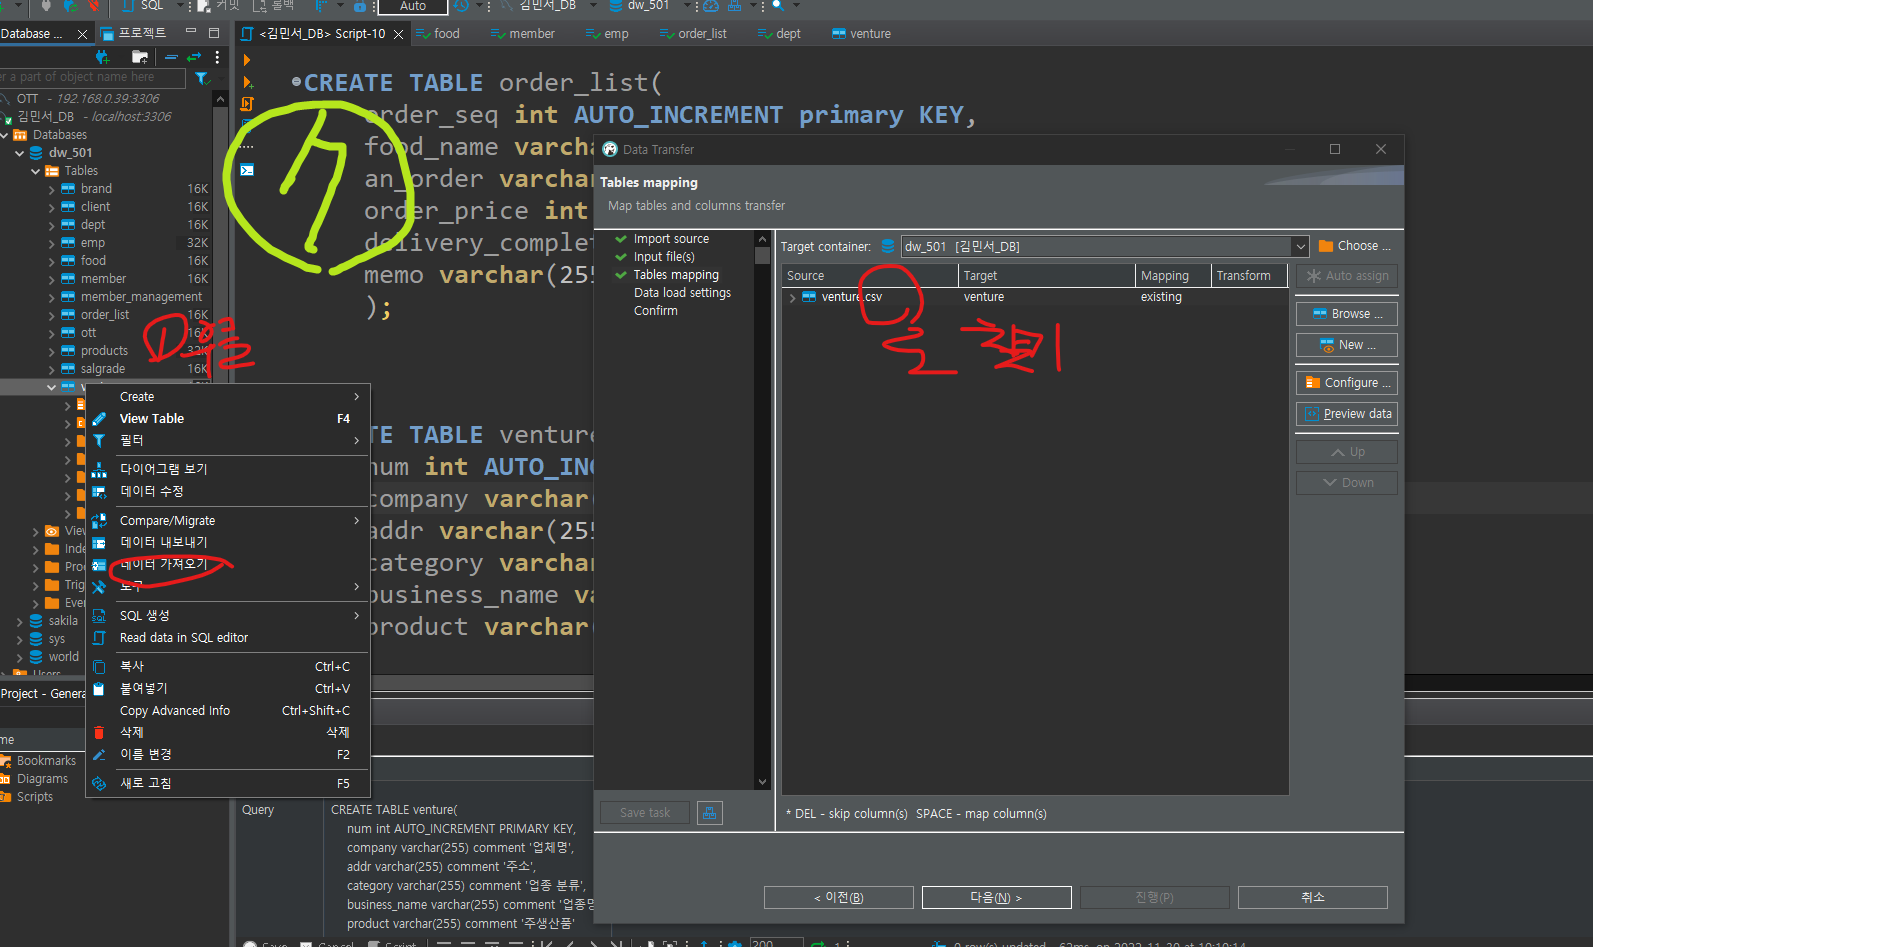 SQL
커밋
롤백
Auto
김민서_DB
dw_501
Database ...
프로젝트
<김민서_DB> Script-10
food
member
emp
order_list
dept
venture
er a part of object name here
OTT - 192.168.0.39:3306
김민서_DB - localhost:3306
Databases
dw_501
Tables
brand 16K
client 16K
dept 16K
emp 32K
food 16K
member 16K
member_management
order_list 16K
ott 16K
products 32K
salgrade 16K
View
Inde
Proc
Trig
Even
sakila
sys
world
Users
Project - Genera
me
Bookmarks
Diagrams
Scripts
CREATE TABLE order_list(
order_seq int AUTO_INCREMENT primary KEY,
food_name varcha
an_order varchar
order_price int
delivery_complet
memo varchar(255
);
TE TABLE venture
num int AUTO_INC
company varchar(
addr varchar(255
category varchar
business_name va
product varchar(
Create
View Table F4
필터
다이어그램 보기
데이터 수정
Compare/Migrate
데이터 내보내기
데이터 가져오기
도구
SQL 생성
Read data in SQL editor
복사 Ctrl+C
붙여넣기 Ctrl+V
Copy Advanced Info Ctrl+Shift+C
삭제 삭제
이름 변경 F2
새로 고침 F5
Data Transfer
Tables mapping
Map tables and columns transfer
Import source
Input file(s)
Tables mapping
Data load settings
Confirm
Target container: dw_501 [김민서_DB] Choose ...
Source Target Mapping Transform
venture.csv venture existing
Auto assign
Browse ...
New ...
Configure ...
Preview data
Up
Down
Save task
* DEL - skip column(s) SPACE - map column(s)
< 이전(B)
다음(N) >
진행(P)
취소
Query
CREATE TABLE venture(
num int AUTO_INCREMENT PRIMARY KEY,
company varchar(255) comment '업체명',
addr varchar(255) comment '주소',
category varchar(255) comment '업종 분류',
business_name varchar(255) comment '업종명
product varchar(255) comment '주생산품'
Save
Cancel
Script
200
1
0 row(s) updated - 62ms, on 2022-11-30 at 10:10:14